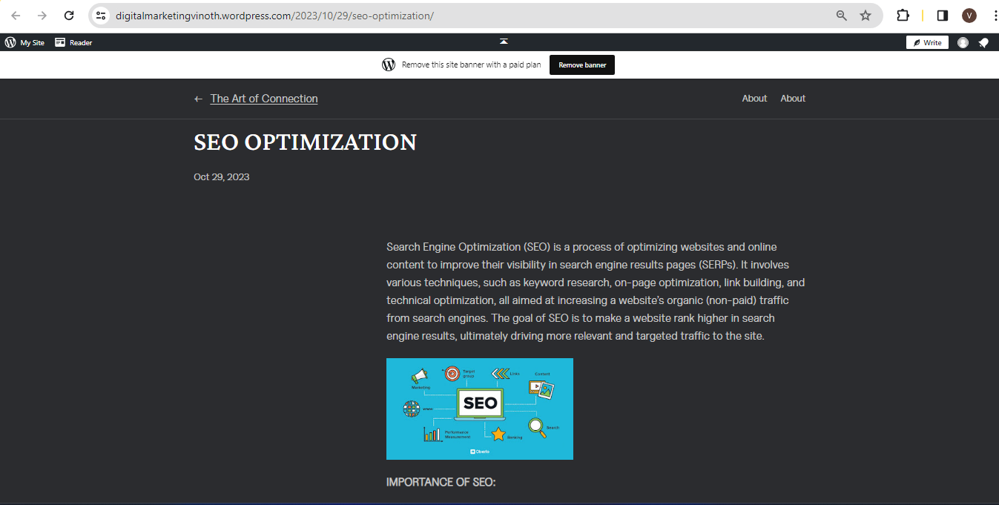 digitalmarketingvinoth.wordpress.com/2023/10/29/seo-optimization/
V
My Site Reader Write
Remove this site banner with a paid plan Remove banner
← The Art of Connection About About
SEO OPTIMIZATION
Oct 29, 2023
Search Engine Optimization (SEO) is a process of optimizing websites and online
content to improve their visibility in search engine results pages (SERPs). It involves
various techniques, such as keyword research, on-page optimization, link building, and
technical optimization, all aimed at increasing a website's organic (non-paid) traffic
from search engines. The goal of SEO is to make a website rank higher in search
engine results, ultimately driving more relevant and targeted traffic to the site.
Target
group
Links
Content
Marketing
SEO
www
Search
Performance
Measurement
Ranking
IMPORTANCE OF SEO: